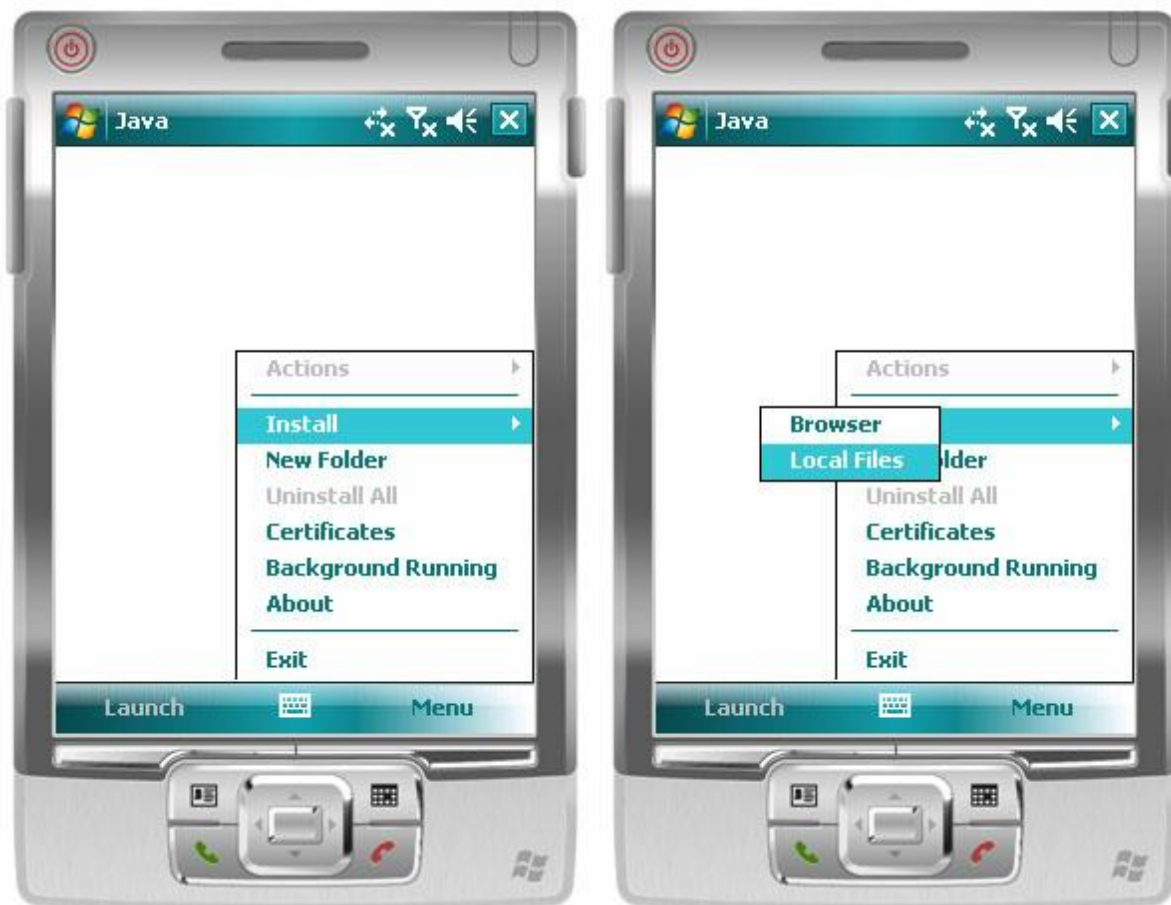 Java
Actions
Install
New Folder
Uninstall All
Certificates
Background Running
About
Exit
Launch Menu
Java
Actions
Browser
Local Files lder
Uninstall All
Certificates
Background Running
About
Exit
Launch Menu